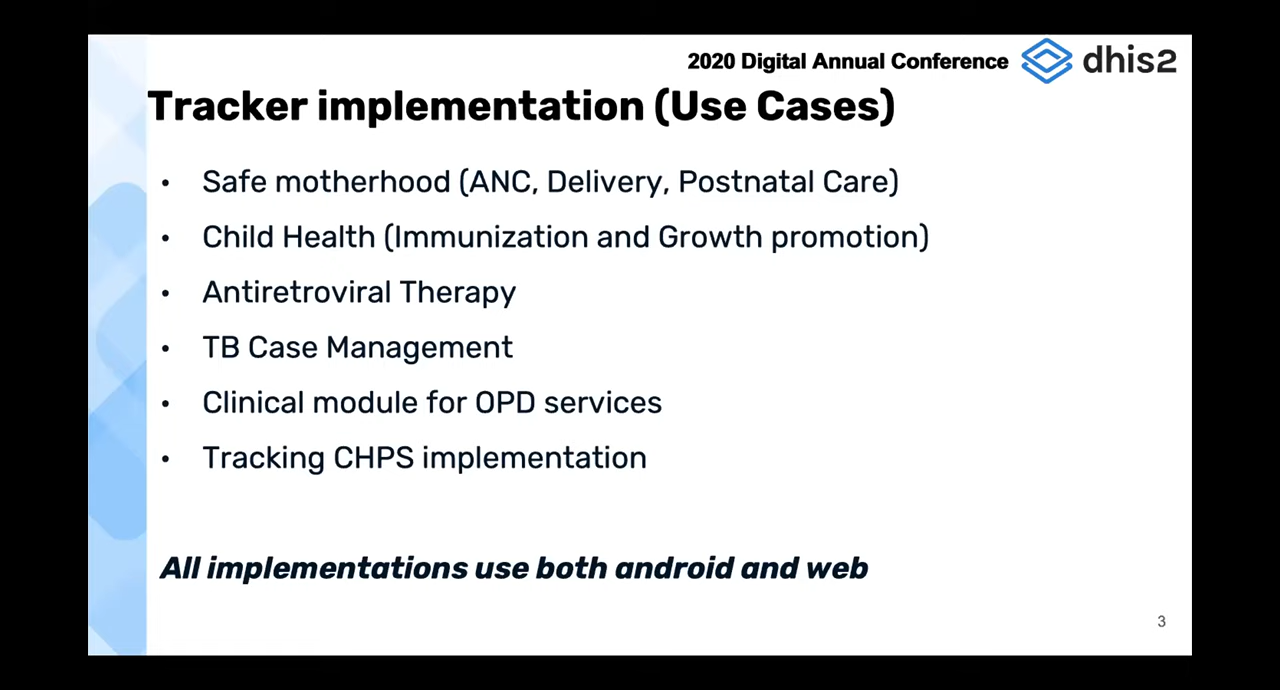 2020 Digital Annual Conference dhis2
Tracker implementation (Use Cases)
• Safe motherhood (ANC, Delivery, Postnatal Care)
• Child Health (Immunization and Growth promotion)
• Antiretroviral Therapy
• TB Case Management
• Clinical module for OPD services
• Tracking CHPS implementation
All implementations use both android and web
3